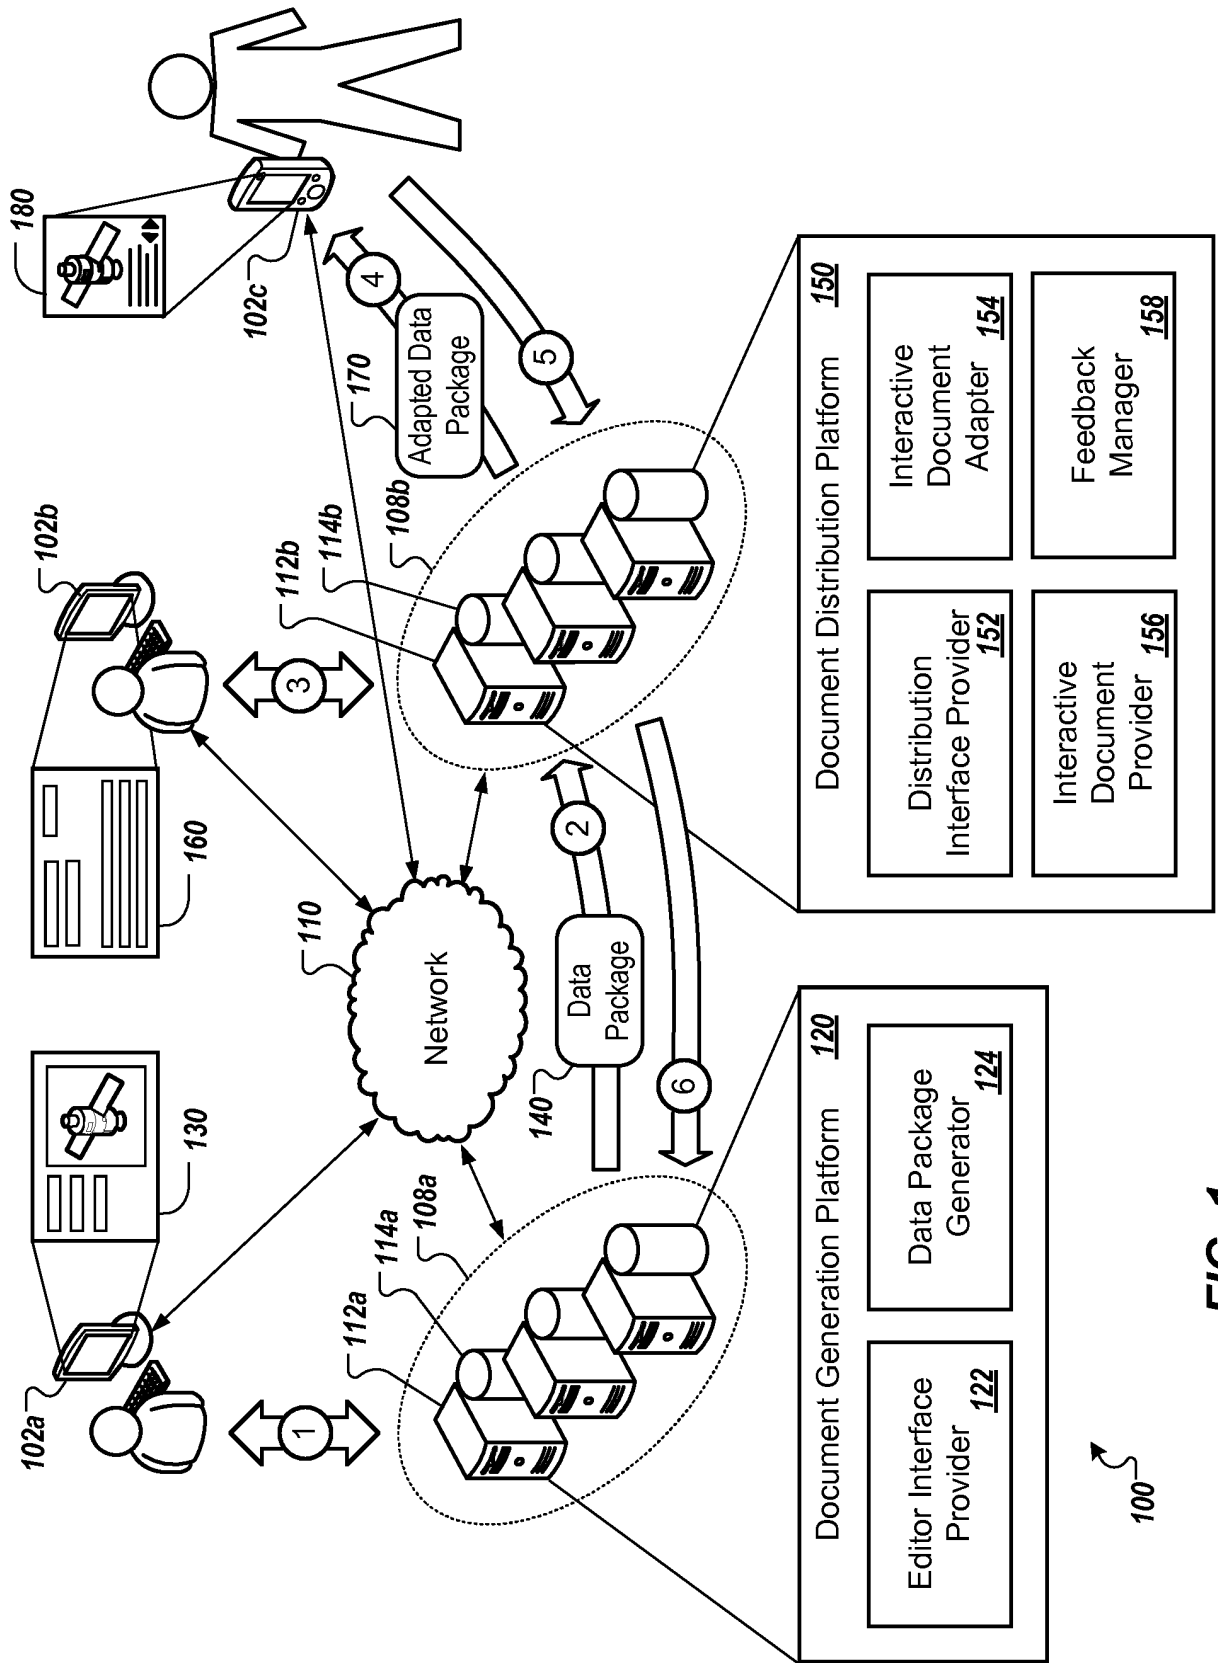 102a
130
160
102b
180
102c
1
3
4
5
110
Network
112a
114a
108a
112b
114b
108b
170
Adapted Data
Package
140
Data
Package
2
6
Document Generation Platform 120
Editor Interface
Provider 122
Data Package
Generator 124
Document Distribution Platform 150
Distribution
Interface Provider
152
Interactive
Document
Adapter 154
Interactive
Document
Provider 156
Feedback
Manager 158
100